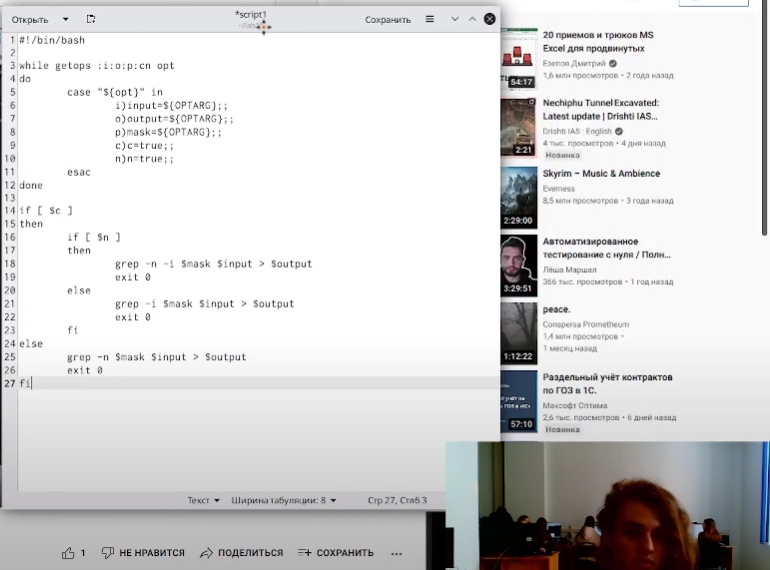 Открыть
*script1
Сохранить
1 #!/bin/bash
2
3 while getops :i:o:p:cn opt
4 do
5 case "${opt}" in
6 i)input=${OPTARG};;
7 o)output=${OPTARG};;
8 p)mask=${OPTARG};;
9 c)c=true;;
10 n)n=true;;
11 esac
12 done
13
14 if [ $c ]
15 then
16 if [ $n ]
17 then
18 grep -n -i $mask $input > $output
19 exit 0
20 else
21 grep -i $mask $input > $output
22 exit 0
23 fi
24 else
25 grep -n $mask $input > $output
26 exit 0
27 fi
Текст
Ширина табуляции: 8
Стр 27, Стлб 3
20 приемов и трюков MS
Excel для продвинутых
Езепов Дмитрий
1,6 млн просмотров • 2 года назад
54:17
Nechiphu Tunnel Excavated:
Latest update | Drishti IAS...
Drishti IAS : English
4 тыс. просмотров • 4 дня назад
Новинка
2:21
Skyrim – Music & Ambience
Everness
8,5 млн просмотров • 3 года назад
2:29:00
Автоматизированное
тестирование с нуля / Полн...
Лёша Маршал
366 тыс. просмотров • 1 год назад
3:29:51
peace.
Conspersa Prometheum
1,4 млн просмотров •
1 месяц назад
1:12:22
Раздельный учёт контрактов
по ГОЗ в 1С.
Максофт Оптима
2,6 тыс. просмотров • 6 дней назад
Новинка
57:10
1
НЕ НРАВИТСЯ
ПОДЕЛИТЬСЯ
СОХРАНИТЬ
...